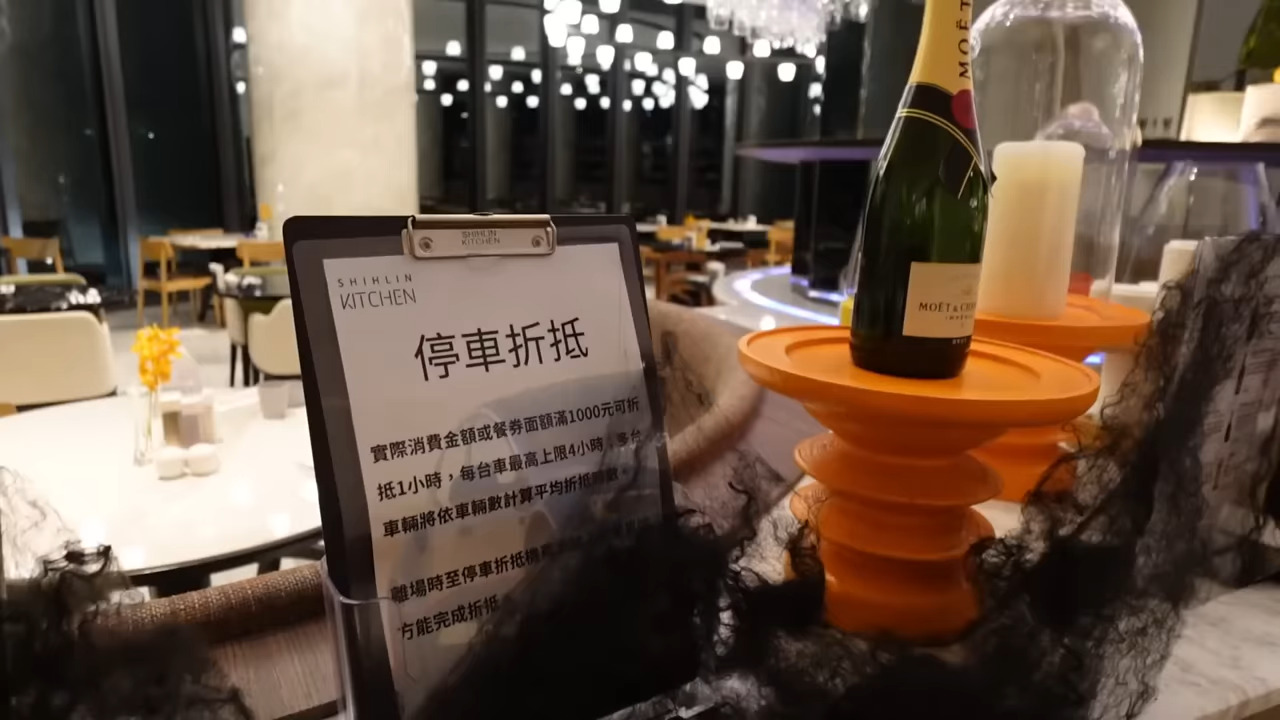 SHIHLIN
KITCHEN
SHIHLIN
KITCHEN
停車折抵
實際消費金額或餐券面額滿1000元可折
抵1小時，每台車最高上限4小時，多台
車輛將依車輛數計算平均折抵時數。
離場時至停車折抵機
方能完成折抵
MOËT
MOËT & CH